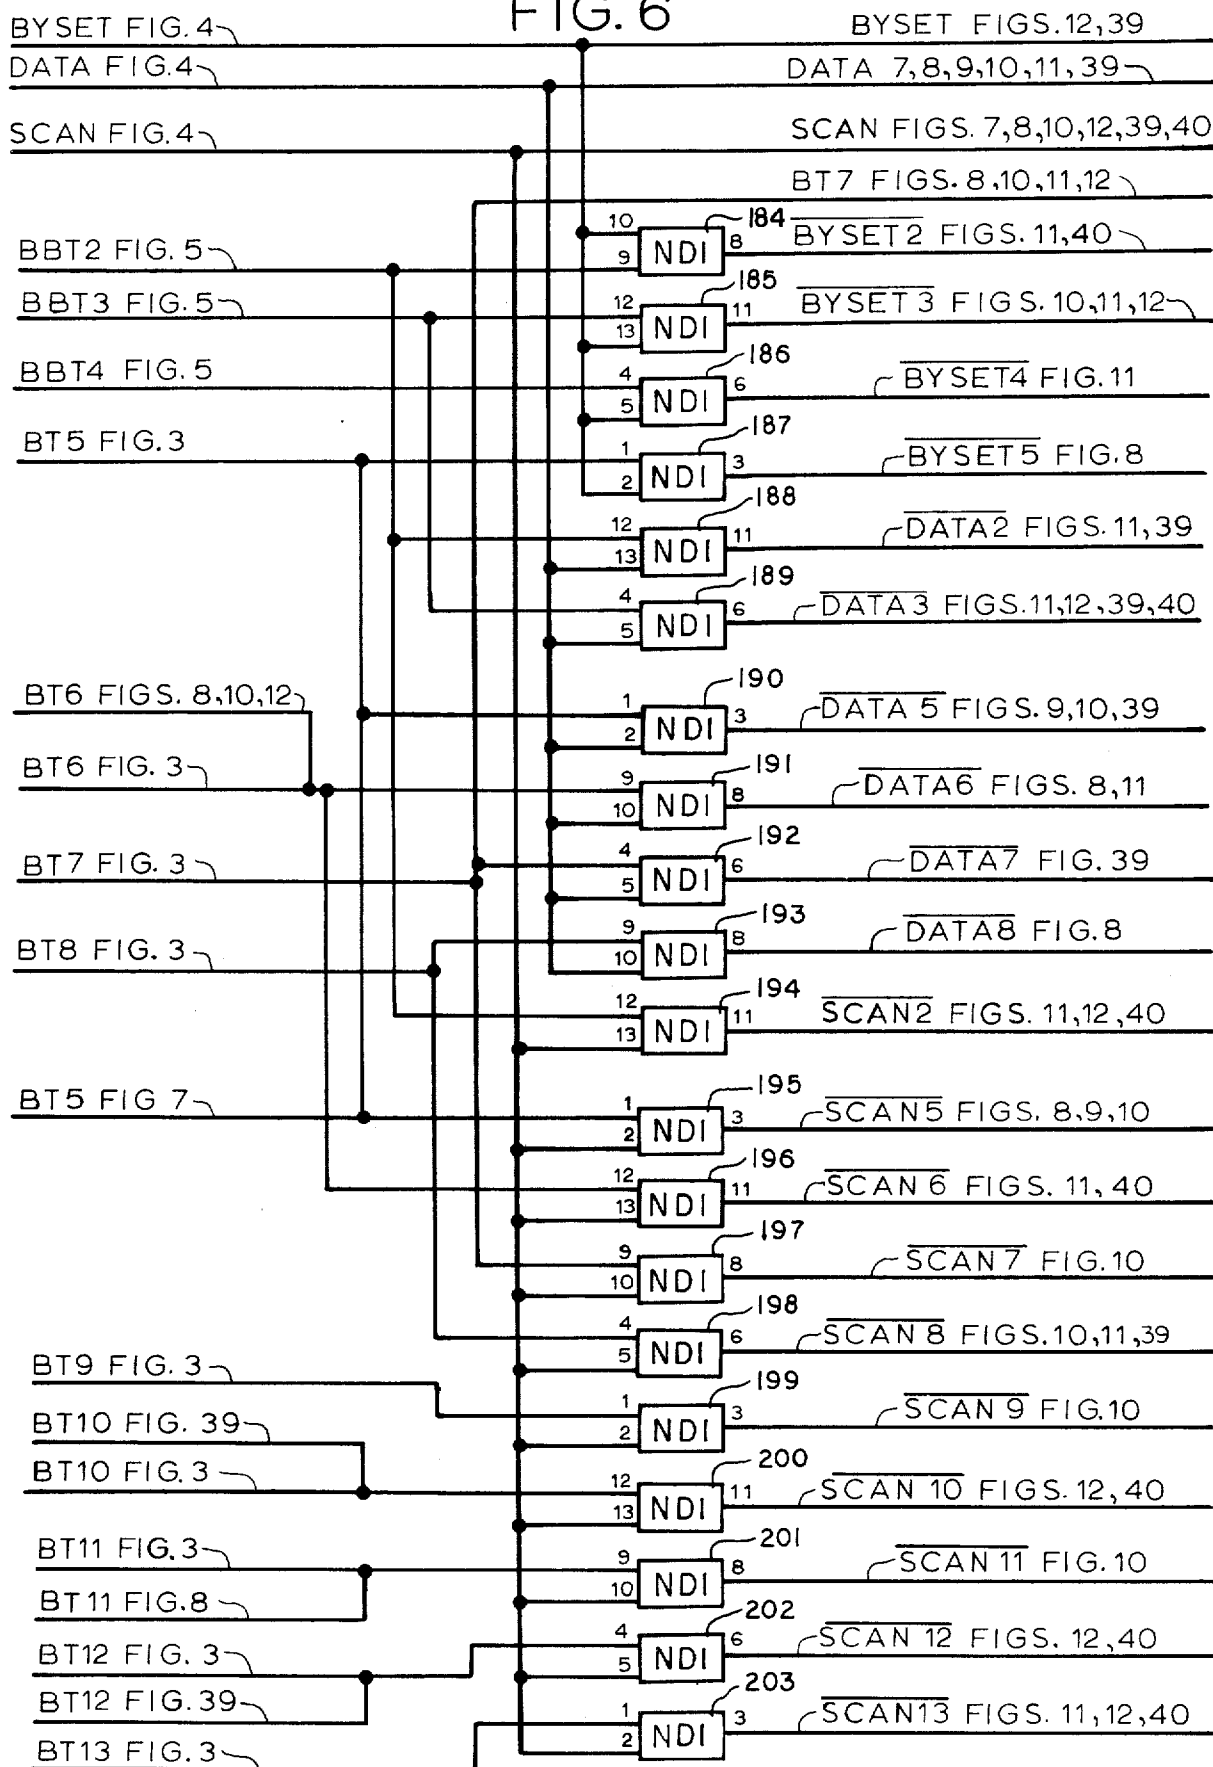 FIG. 6
BYSET FIG. 4 BYSET FIGS. 12,39
DATA FIG.4 DATA 7,8,9,10,11,39
SCAN FIG. 4 SCAN FIGS. 7,8,10,12,39,40
BT7 FIGS. 8,10,11,12
10 184 BYSET2 FIGS. 11,40
BBT2 FIG. 5 9 NDI 8
185
BBT3 FIG.5 12 13 NDI 11 BYSET 3 FIGS. 10,11,12
186
BBT4 FIG. 5 4 5 NDI 6 BYSET4 FIG. 11
187
BT5 FIG.3 1 2 NDI 3 BYSET5 FIG. 8
188
12 13 NDI 11 DATA2 FIGS. 11,39
189
4 5 NDI 6 DATA 3 FIGS. 11,12,39,40
190
BT6 FIGS. 8,10,12 1 2 NDI 3 DATA 5 FIGS. 9,10,39
191
BT6 FIG. 3 9 10 NDI 8 DATA6 FIGS. 8,11
192
BT7 FIG. 3 4 5 NDI 6 DATA7 FIG. 39
193
BT8 FIG. 3 9 10 NDI 8 DATA8 FIG. 8
194
12 13 NDI 11 SCAN2 FIGS. 11,12,40
195
BT5 FIG 7 1 2 NDI 3 SCAN5 FIGS. 8,9,10
196
12 13 NDI 11 SCAN 6 FIGS. 11, 40
197
9 10 NDI 8 SCAN 7 FIG. 10
198
4 5 NDI 6 SCAN 8 FIGS. 10,11,39
199
BT9 FIG. 3 1 2 NDI 3 SCAN 9 FIG. 10
BT10 FIG. 39
200
BT10 FIG. 3 12 13 NDI 11 SCAN 10 FIGS. 12,40
201
BT11 FIG. 3 9 10 NDI 8 SCAN 11 FIG. 10
BT 11 FIG. 8
202
BT12 FIG. 3 4 5 NDI 6 SCAN 12 FIGS. 12,40
203
BT12 FIG. 39 1 2 NDI 3 SCAN13 FIGS. 11,12,40
BT13 FIG. 3